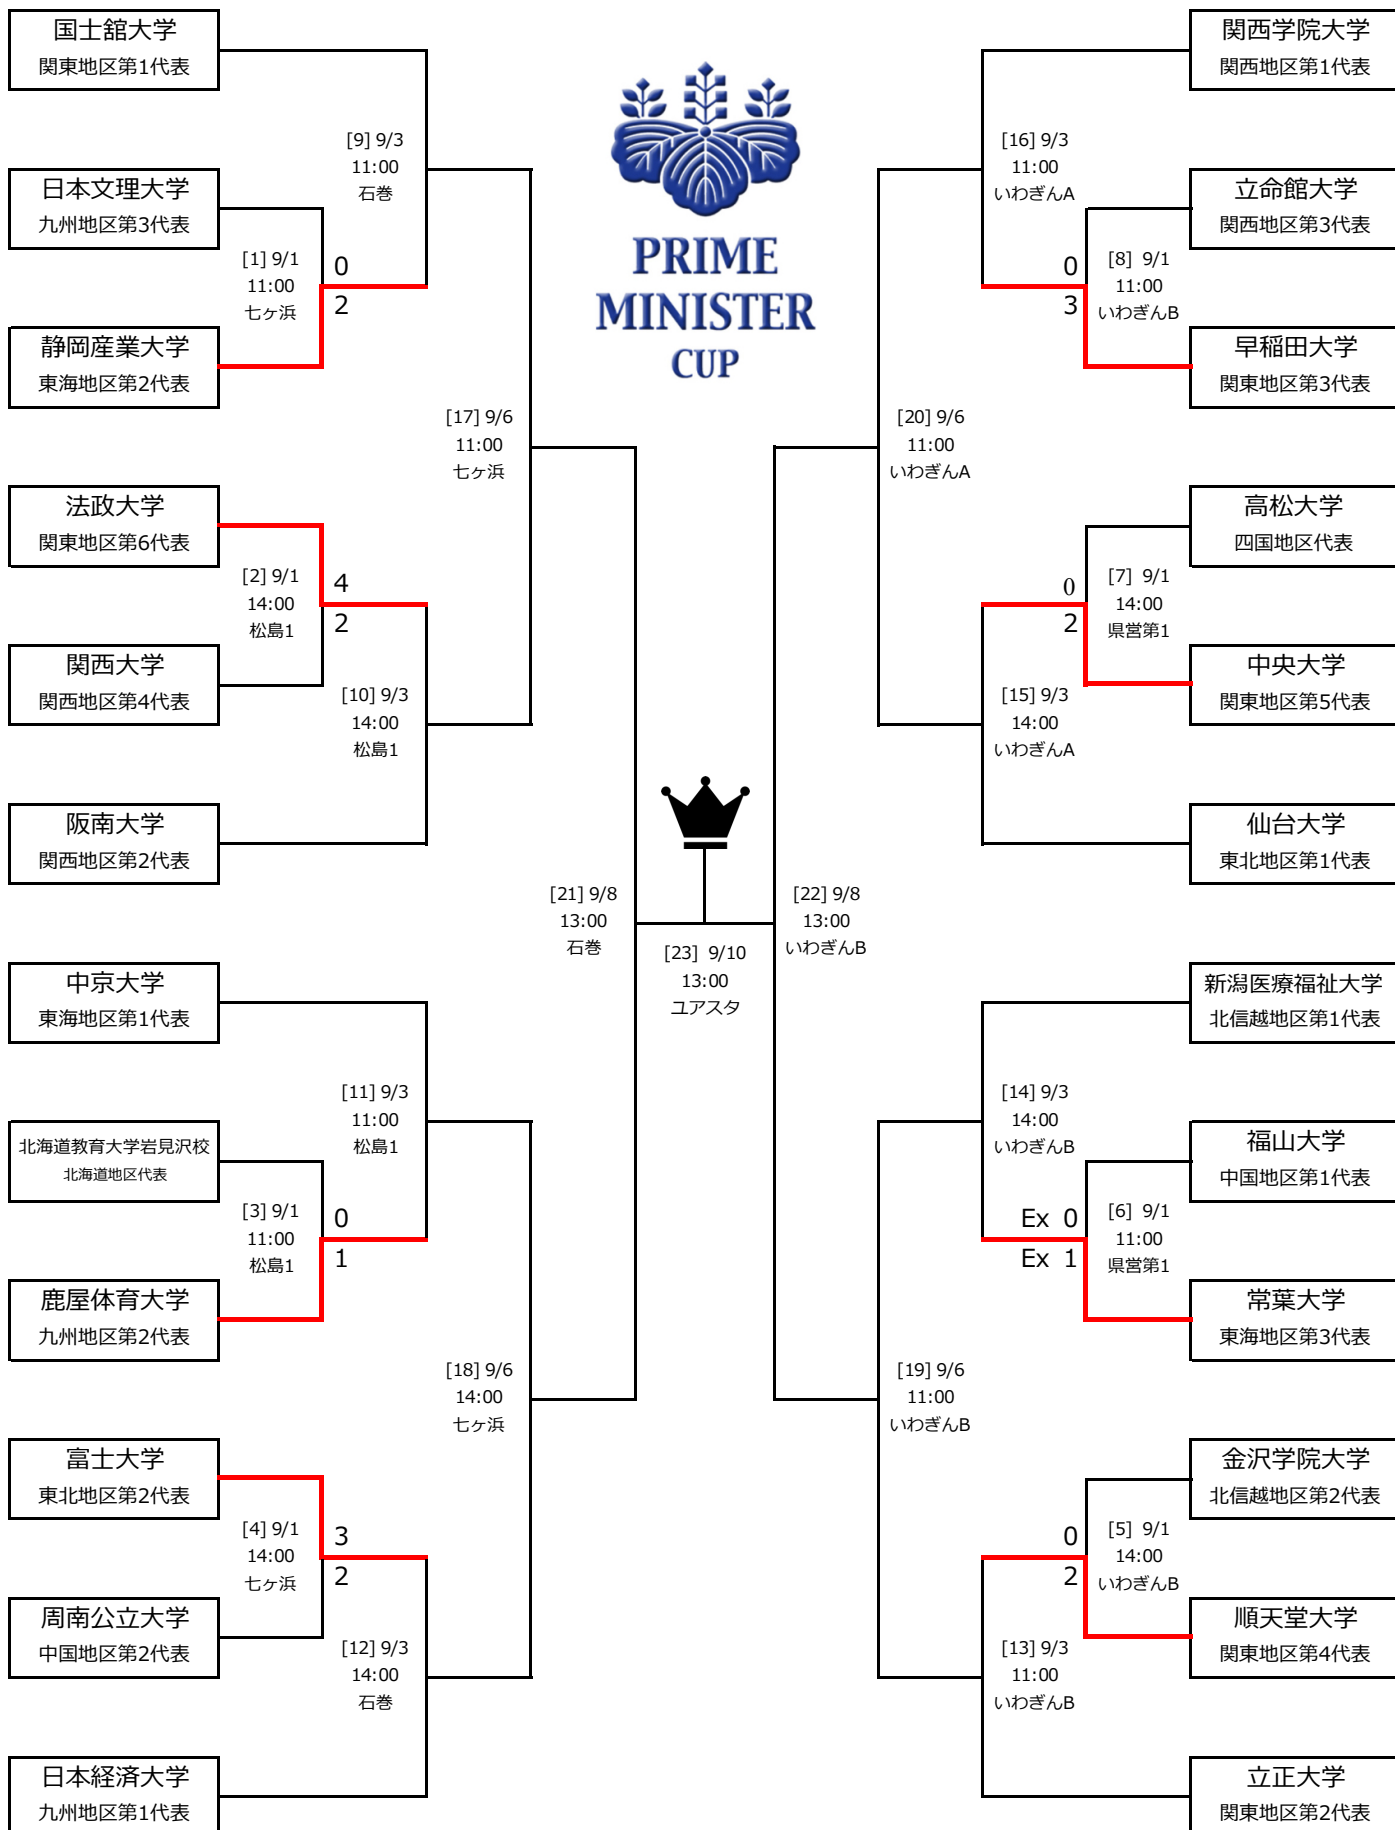 国士舘大学
関東地区第1代表
[9] 9/3
11:00
石巻
日本文理大学
九州地区第3代表
[1] 9/1
11:00
七ヶ浜
0
2
静岡産業大学
東海地区第2代表
[17] 9/6
11:00
七ヶ浜
法政大学
関東地区第6代表
[2] 9/1
14:00
松島1
4
2
関西大学
関西地区第4代表
[10] 9/3
14:00
松島1
阪南大学
関西地区第2代表
[21] 9/8
13:00
石巻
中京大学
東海地区第1代表
[11] 9/3
11:00
松島1
北海道教育大学岩見沢校
北海道地区代表
[3] 9/1
11:00
松島1
0
1
鹿屋体育大学
九州地区第2代表
[18] 9/6
14:00
七ヶ浜
富士大学
東北地区第2代表
[4] 9/1
14:00
七ヶ浜
3
2
周南公立大学
中国地区第2代表
[12] 9/3
14:00
石巻
日本経済大学
九州地区第1代表
PRIME
MINISTER
CUP
[23] 9/10
13:00
ユアスタ
関西学院大学
関西地区第1代表
[16] 9/3
11:00
いわぎんA
立命館大学
関西地区第3代表
0
3
[8] 9/1
11:00
いわぎんB
早稲田大学
関東地区第3代表
[20] 9/6
11:00
いわぎんA
高松大学
四国地区代表
0
2
[7] 9/1
14:00
県営第1
中央大学
関東地区第5代表
[15] 9/3
14:00
いわぎんA
仙台大学
東北地区第1代表
[22] 9/8
13:00
いわぎんB
新潟医療福祉大学
北信越地区第1代表
[14] 9/3
14:00
いわぎんB
福山大学
中国地区第1代表
Ex 0
Ex 1
[6] 9/1
11:00
県営第1
常葉大学
東海地区第3代表
[19] 9/6
11:00
いわぎんB
金沢学院大学
北信越地区第2代表
0
2
[5] 9/1
14:00
いわぎんB
順天堂大学
関東地区第4代表
[13] 9/3
11:00
いわぎんB
立正大学
関東地区第2代表